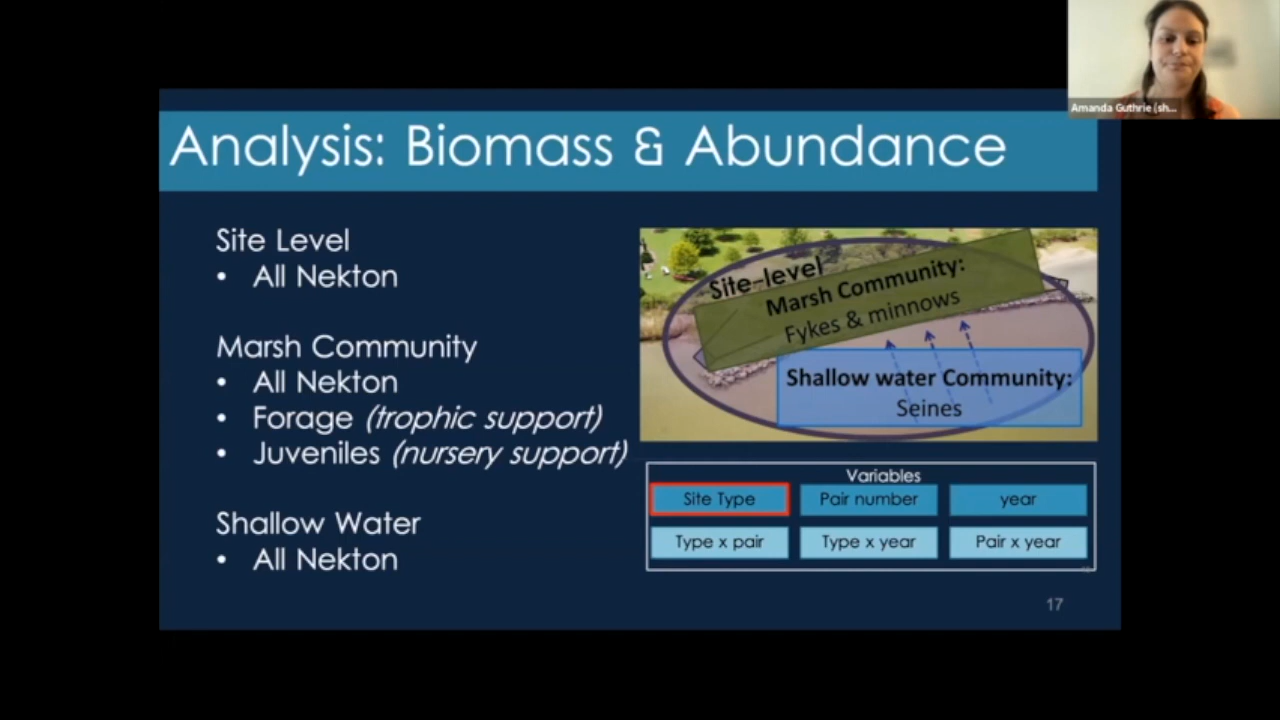 Amanda Guthrie (sh...
Analysis: Biomass & Abundance
Site Level
• All Nekton
Marsh Community
• All Nekton
• Forage (trophic support)
• Juveniles (nursery support)
Shallow Water
• All Nekton
Site-level
Marsh Community:
Fykes & minnows
Shallow water Community:
Seines
Variables
Site Type
Pair number
year
Type x pair
Type x year
Pair x year
17